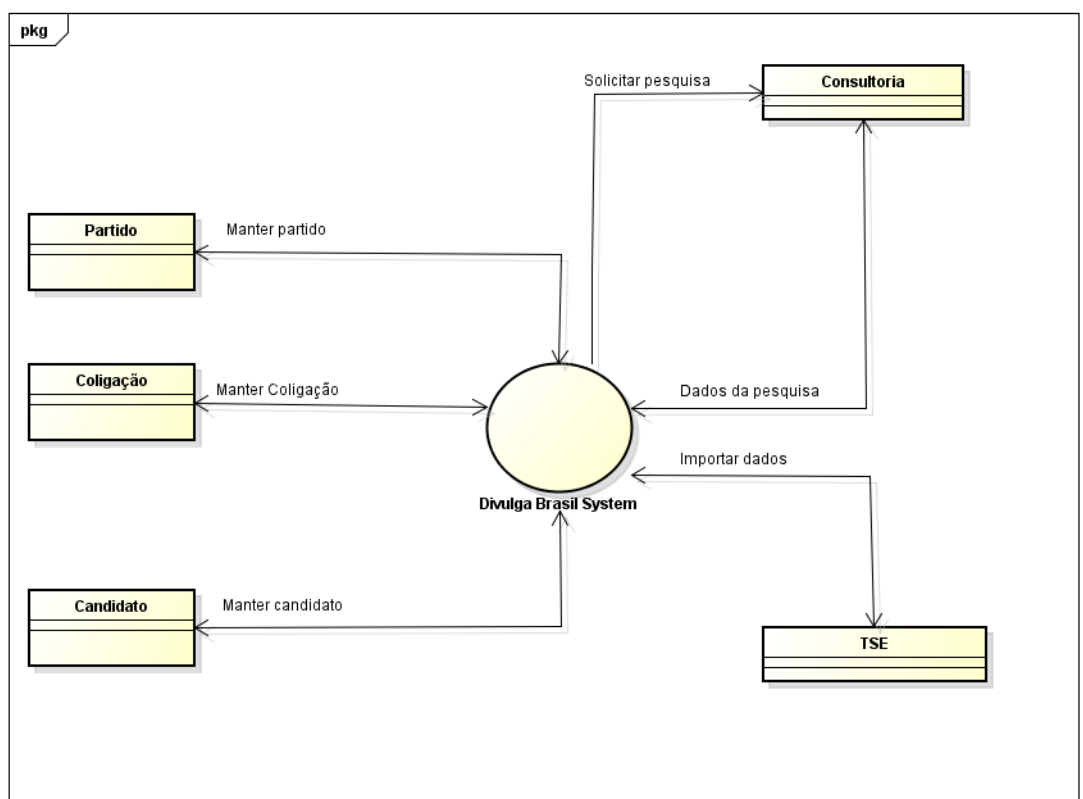 pkg
Solicitar pesquisa
Consultoria
Partido
Manter partido
Coligação
Manter Coligação
Dados da pesquisa
Importar dados
Divulga Brasil System
Candidato
Manter candidato
TSE